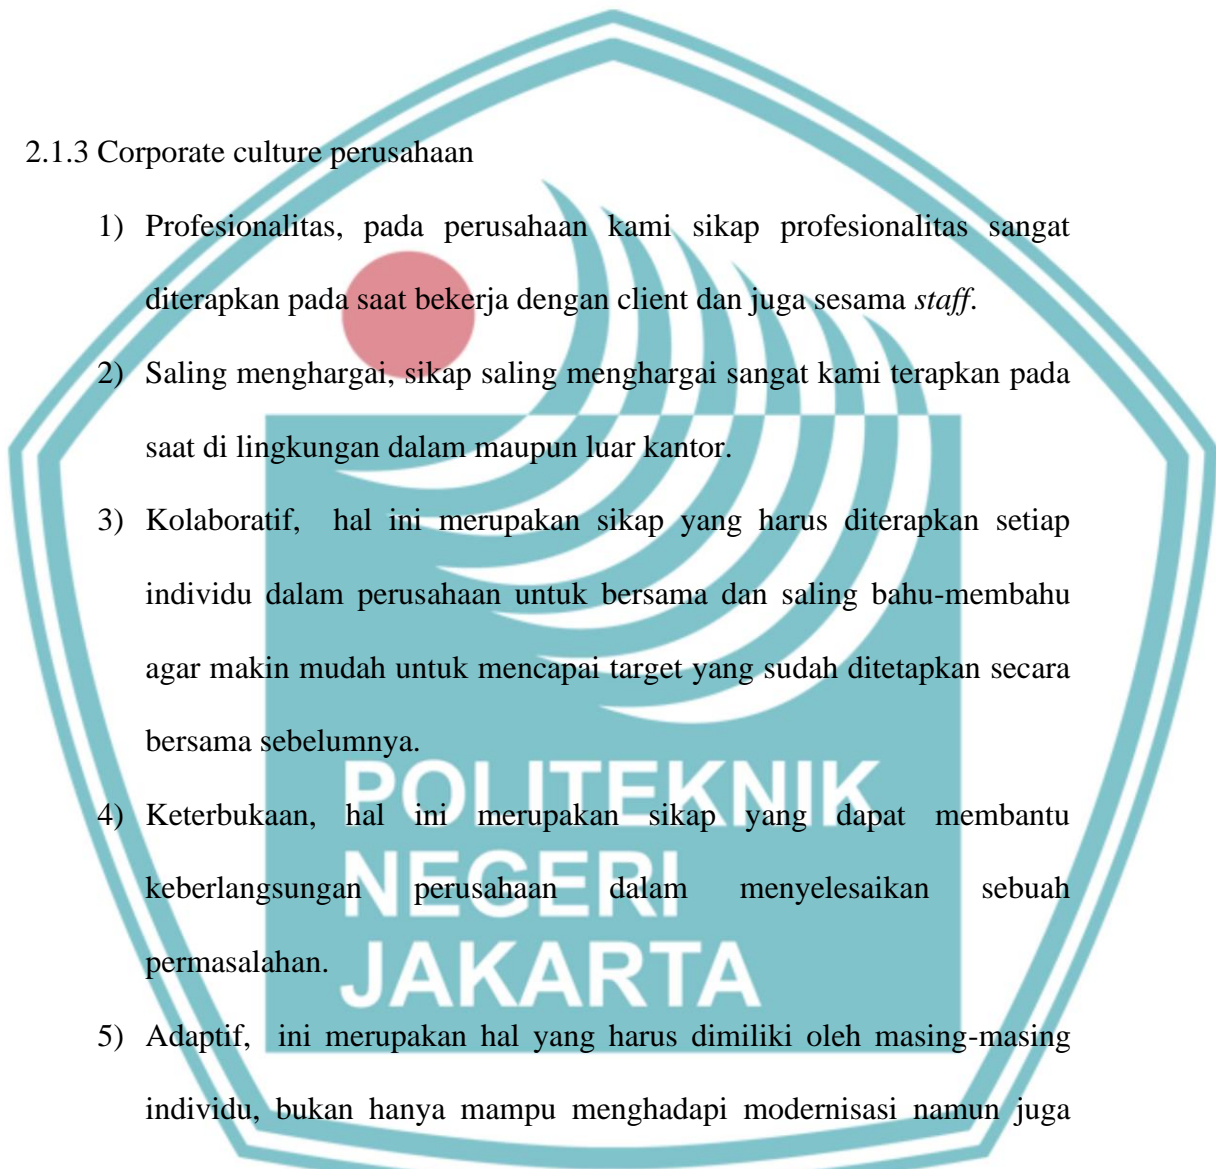 2.1.3 Corporate culture perusahaan
1) Profesionalitas, pada perusahaan kami sikap profesionalitas sangat
diterapkan pada saat bekerja dengan client dan juga sesama staff.
2) Saling menghargai, sikap saling menghargai sangat kami terapkan pada
saat di lingkungan dalam maupun luar kantor.
3) Kolaboratif, hal ini merupakan sikap yang harus diterapkan setiap
individu dalam perusahaan untuk bersama dan saling bahu-membahu
agar makin mudah untuk mencapai target yang sudah ditetapkan secara
bersama sebelumnya.
4) Keterbukaan, hal ini merupakan sikap yang dapat membantu
keberlangsungan perusahaan dalam menyelesaikan sebuah
permasalahan.
5) Adaptif, ini merupakan hal yang harus dimiliki oleh masing-masing
individu, bukan hanya mampu menghadapi modernisasi namun juga
POLITEKNIK
NEGERI
JAKARTA